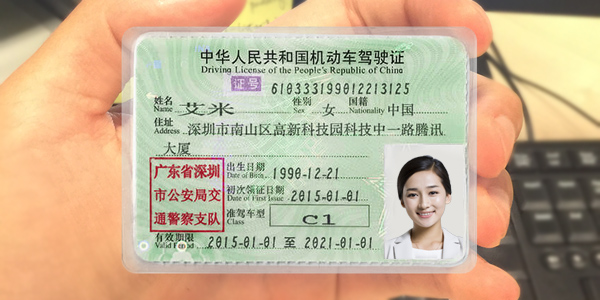 中华人民共和国机动车驾驶证
Driving License of the People's Republic of China
证号 610333199012213125
姓名 Name 艾米 性别 Sex 女 国籍 Nationality 中国
住址 Address 深圳市南山区高新科技园科技中一路腾讯
大厦
广东省深圳
市公安局交
通警察支队
出生日期 Date of Birth 1990-12-21
初次领证日期 Date of First Issue 2015-01-01
准驾车型 Class C1
有效期限 Valid Period 2015-01-01 至 2021-01-01